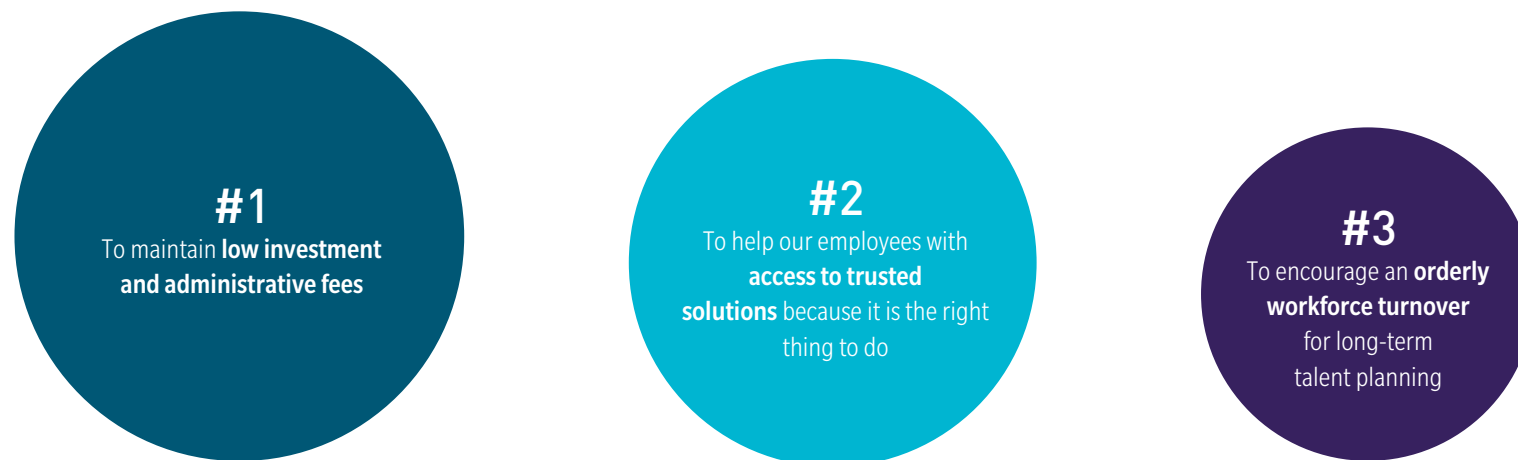 #1
To maintain low investment
and administrative fees
#2
To help our employees with
access to trusted
solutions because it is the right
thing to do
#3
To encourage an orderly
workforce turnover
for long-term
talent planning